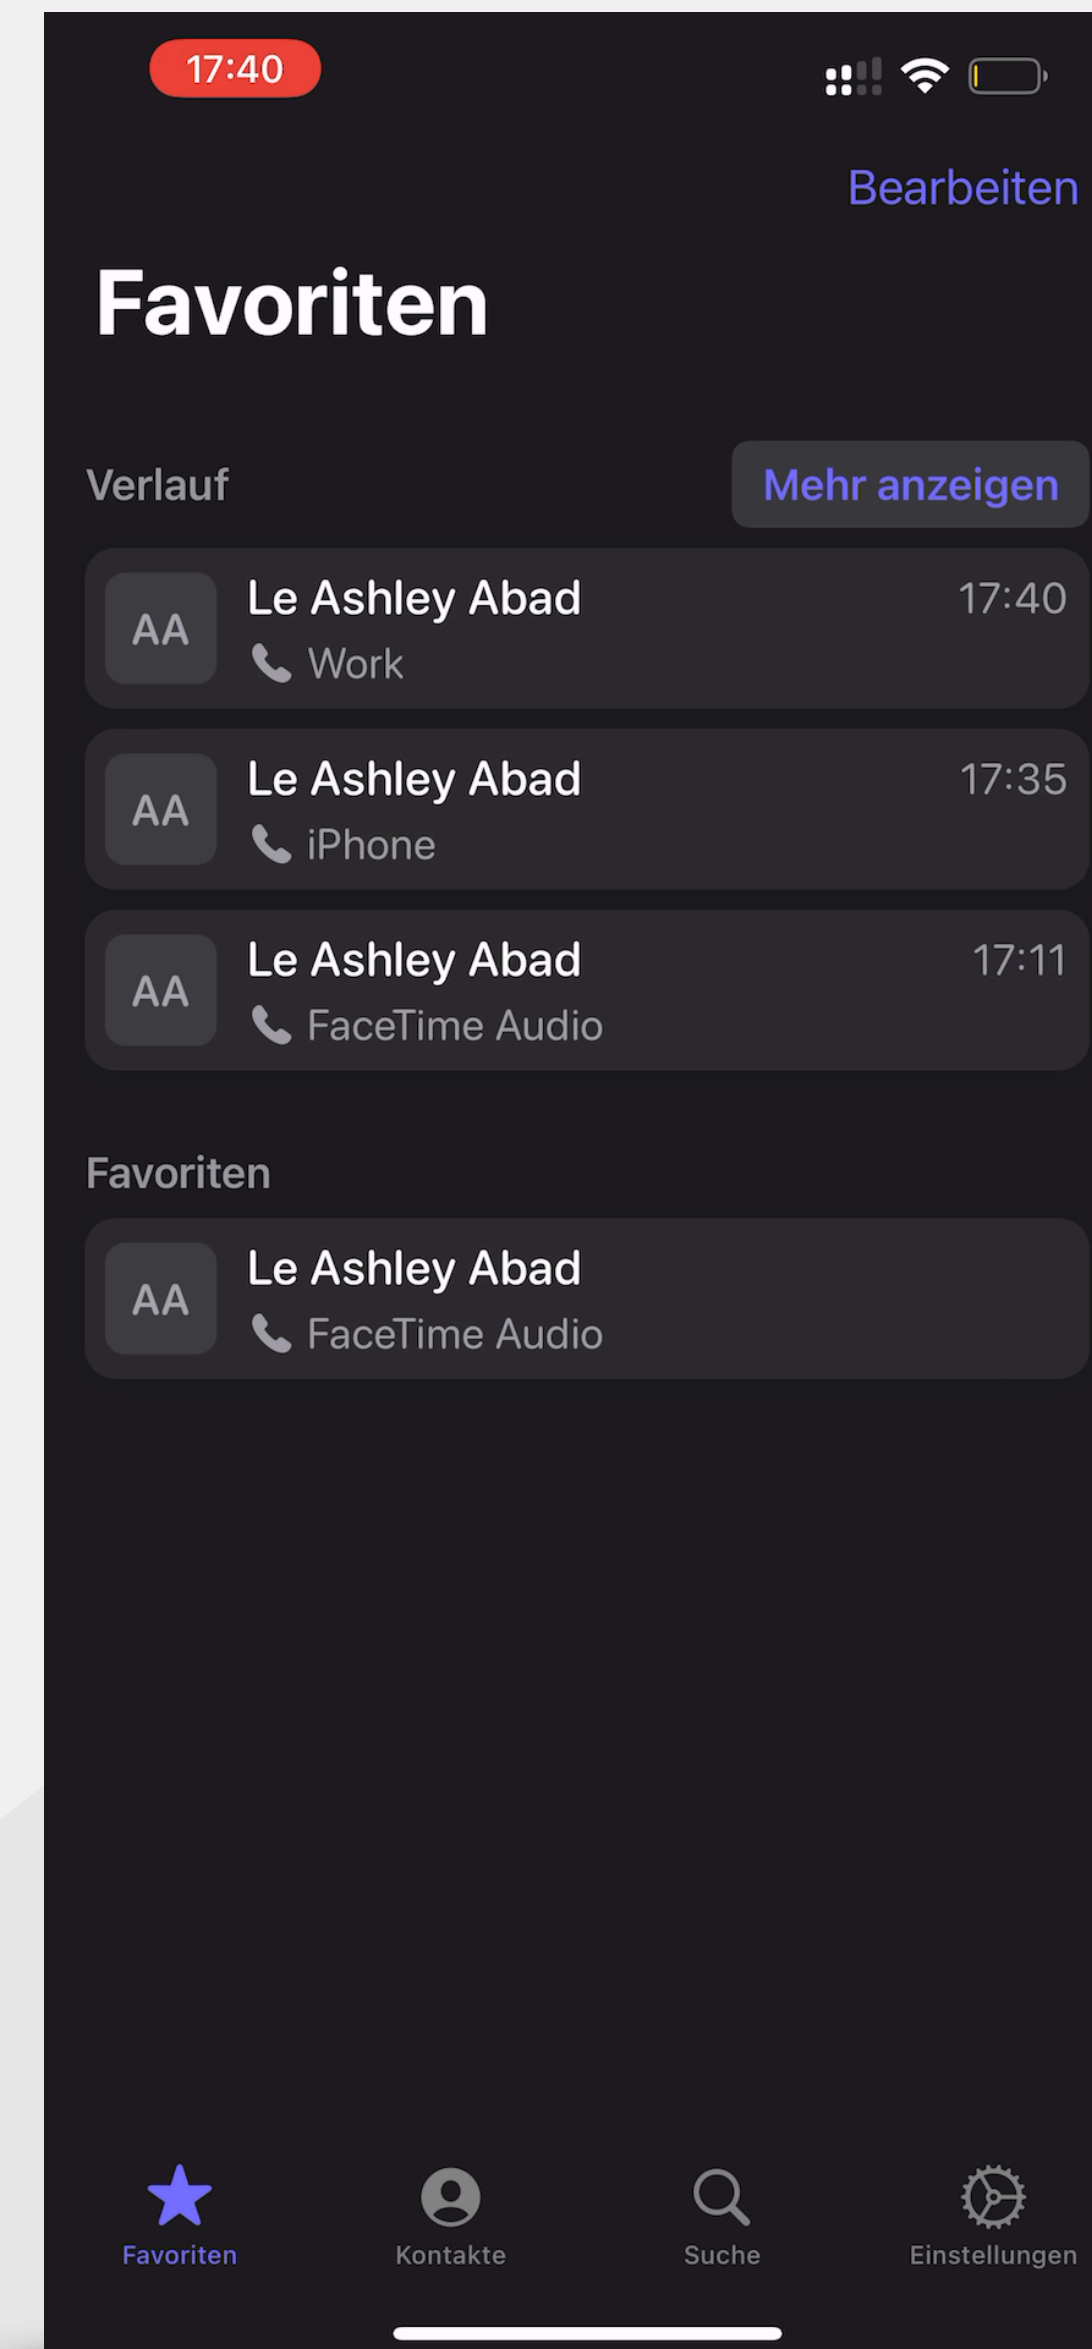 17:40
Bearbeiten
Favoriten
Verlauf
Mehr anzeigen
AA
Le Ashley Abad
17:40
Work
AA
Le Ashley Abad
17:35
iPhone
AA
Le Ashley Abad
17:11
FaceTime Audio
Favoriten
AA
Le Ashley Abad
FaceTime Audio
Favoriten
Kontakte
Suche
Einstellungen